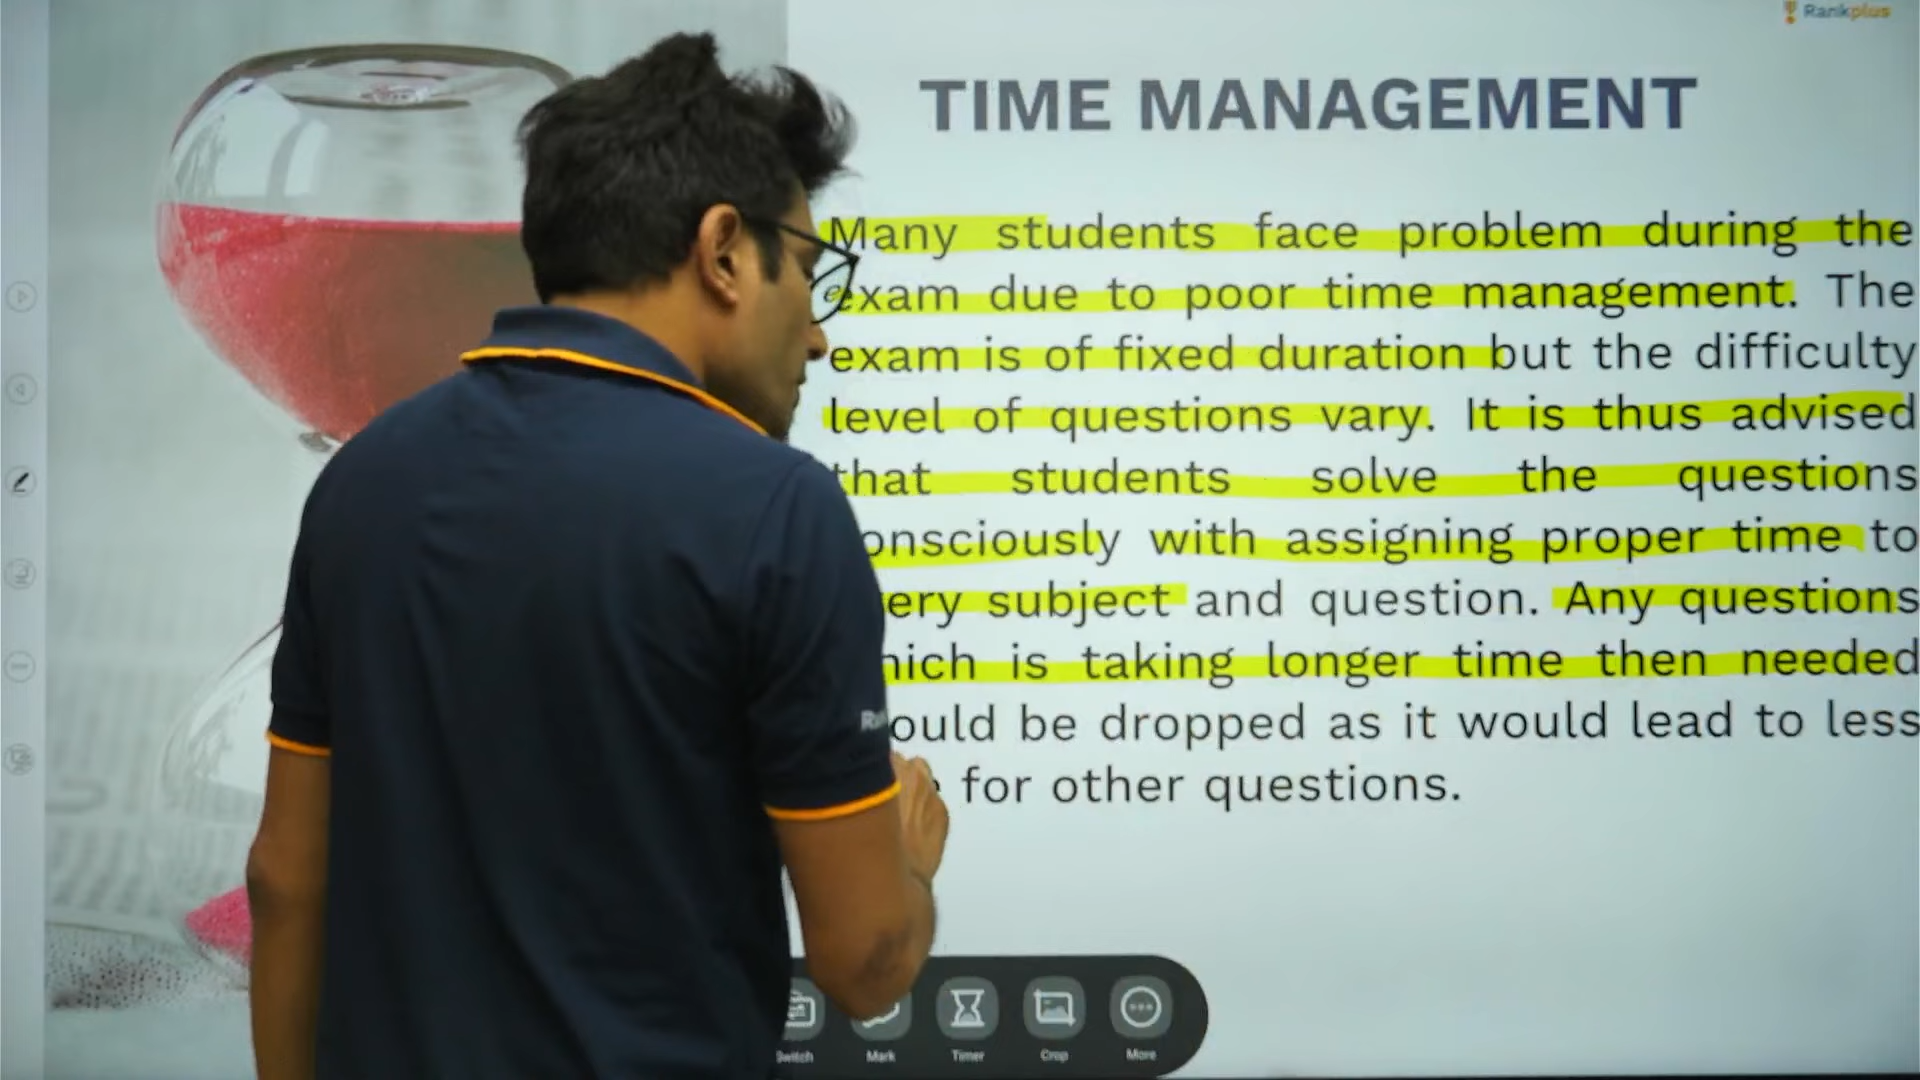 Rankplus
TIME MANAGEMENT
Many students face problem during the
exam due to poor time management. The
exam is of fixed duration but the difficulty
level of questions vary. It is thus advised
that students solve the questions
onsciously with assigning proper time to
ery subject and question. Any questions
hich is taking longer time then needed
ould be dropped as it would lead to less
for other questions.
Switch Mark Timer Crop More